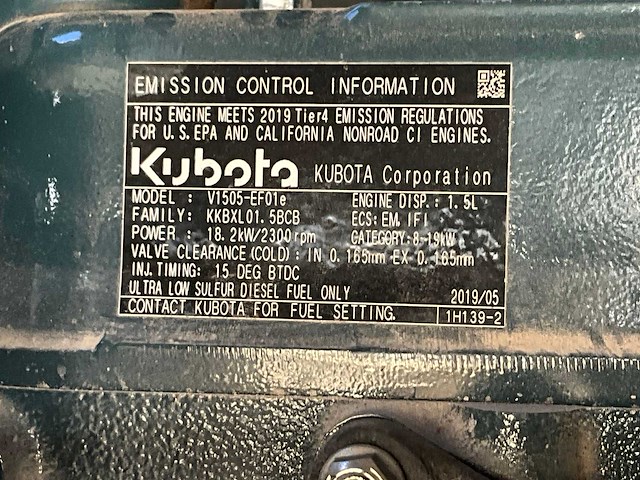 EMISSION CONTROL INFORMATION
THIS ENGINE MEETS 2019 Tier4 EMISSION REGULATIONS
FOR U.S.EPA AND CALIFORNIA NONROAD CI ENGINES.
Kubota KUBOTA Corporation
MODEL : V1505-EF01e ENGINE DISP.: 1.5L
FAMILY: KKBXL01.5BCB ECS:EM,IFI
POWER : 18.2kW/2300rpm CATEGORY:8-19kW
VALVE CLEARANCE(COLD): IN 0.165mm EX 0.165mm
INJ.TIMING: 15 DEG BTDC
ULTRA LOW SULFUR DIESEL FUEL ONLY 2019/05
CONTACT KUBOTA FOR FUEL SETTING. 1H139-2